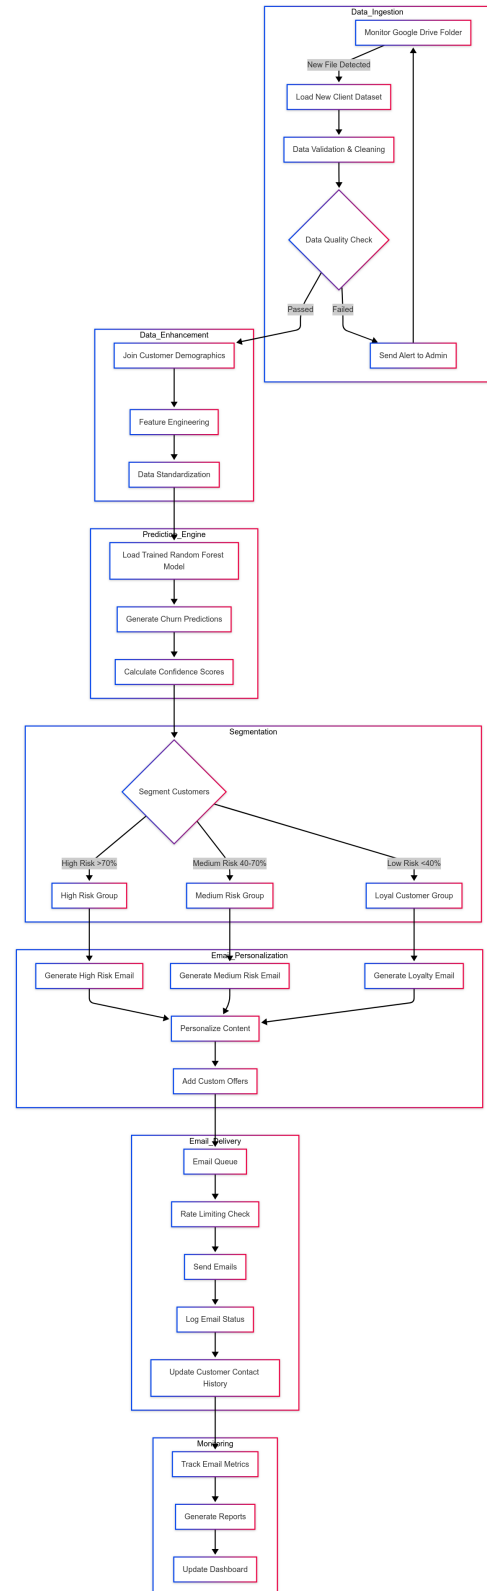 Data_Ingestion
Monitor Google Drive Folder
New File Detected
Load New Client Dataset
Data Validation & Cleaning
Data Quality Check
Passed
Failed
Data_Enhancement
Join Customer Demographics
Send Alert to Admin
Feature Engineering
Data Standardization
Prediction_Engine
Load Trained Random Forest
Model
Generate Churn Predictions
Calculate Confidence Scores
Segmentation
Segment Customers
High Risk >70%
Medium Risk 40-70%
Low Risk <40%
High Risk Group
Medium Risk Group
Loyal Customer Group
Email_Personalization
Generate High Risk Email
Generate Medium Risk Email
Generate Loyalty Email
Personalize Content
Add Custom Offers
Email_Delivery
Email Queue
Rate Limiting Check
Send Emails
Log Email Status
Update Customer Contact
History
Monitoring
Track Email Metrics
Generate Reports
Update Dashboard